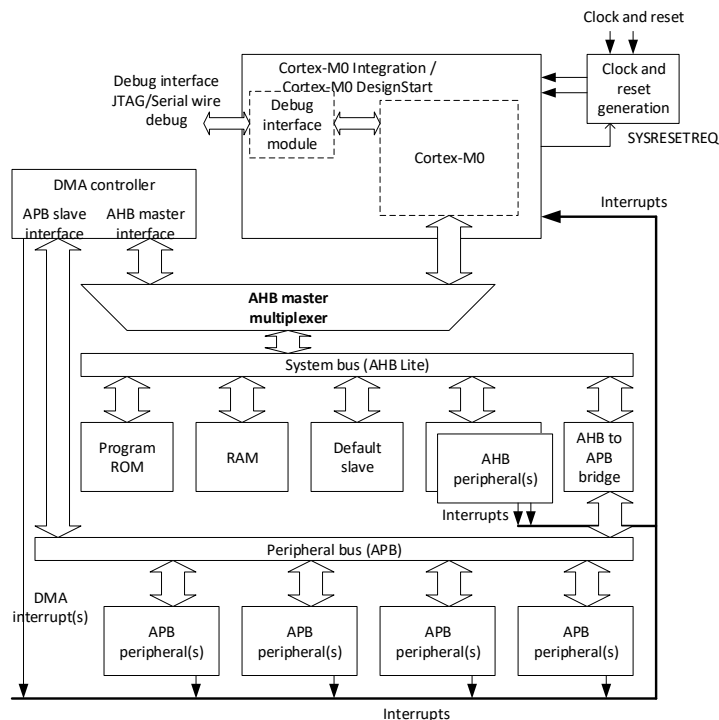 Clock and reset
Cortex-M0 Integration /
Cortex-M0 DesignStart
Clock and
reset
generation
Debug interface
JTAG/Serial wire
debug
Debug
interface
module
Cortex-M0
SYSRESETREQ
DMA controller
APB slave
interface
AHB master
interface
Interrupts
AHB master
multiplexer
System bus (AHB Lite)
Program
ROM
RAM
Default
slave
AHB
peripheral(s)
AHB to
APB
bridge
Interrupts
Peripheral bus (APB)
DMA
interrupt(s)
APB
peripheral(s)
APB
peripheral(s)
APB
peripheral(s)
APB
peripheral(s)
Interrupts